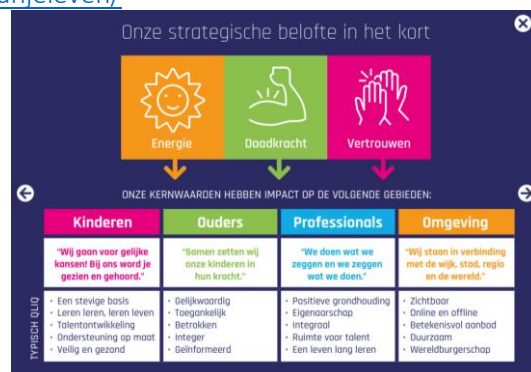 anjeleven/
Onze strategische belofte in het kort
Energie
Daadkracht
Vertrouwen
ONZE KERNWAARDEN HEBBEN IMPACT OP DE VOLGENDE GEBIEDEN:
Kinderen
"Wij gaan voor gelijke
kansen! Bij ons word je
gezien en gehoord."
Ouders
"Samen zetten wij
onze kinderen in
hun kracht."
Professionals
"We doen wat we
zeggen en we zeggen
wat we doen."
Omgeving
"Wij staan in verbinding
met de wijk, stad, regio
en de wereld."
TYPISCH QLIQ
• Een stevige basis
• Leren leren, leren leven
• Talentontwikkeling
• Ondersteuning op maat
• Veilig en gezond
• Gelijkwaardig
• Toegankelijk
• Betrokken
• Integer
• Geïnformeerd
• Positieve grondhouding
• Eigenaarschap
• Integraal
• Ruimte voor talent
• Een leven lang leren
• Zichtbaar
• Online en offline
• Betekenisvol aanbod
• Duurzaam
• Wereldburgerschap